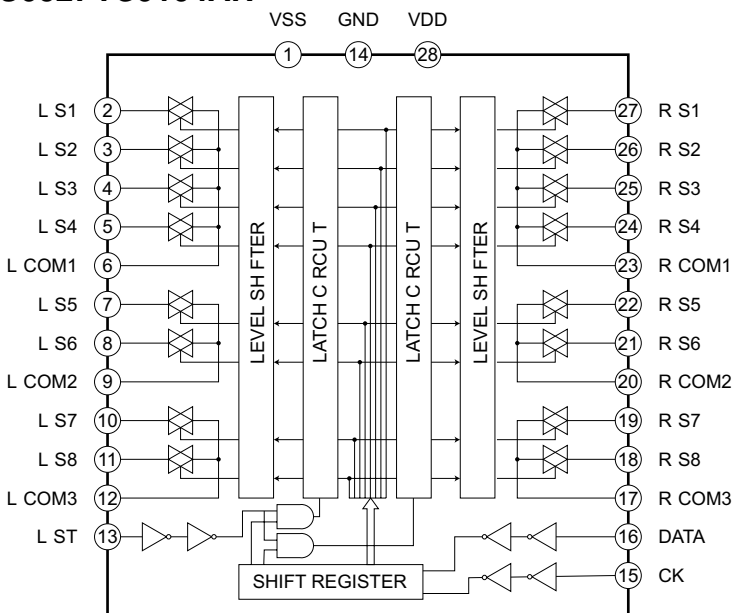 VSS GND VDD
1 14 28
L S1 2 27 R S1
L S2 3 26 R S2
L S3 4 25 R S3
L S4 5 24 R S4
L COM1 6 23 R COM1
L S5 7 22 R S5
L S6 8 21 R S6
L COM2 9 20 R COM2
L S7 10 19 R S7
L S8 11 18 R S8
L COM3 12 17 R COM3
LEVEL SH FTER
LATCH C RCU T
LATCH C RCU T
LEVEL SH FTER
L ST 13 16 DATA
SHIFT REGISTER 15 CK